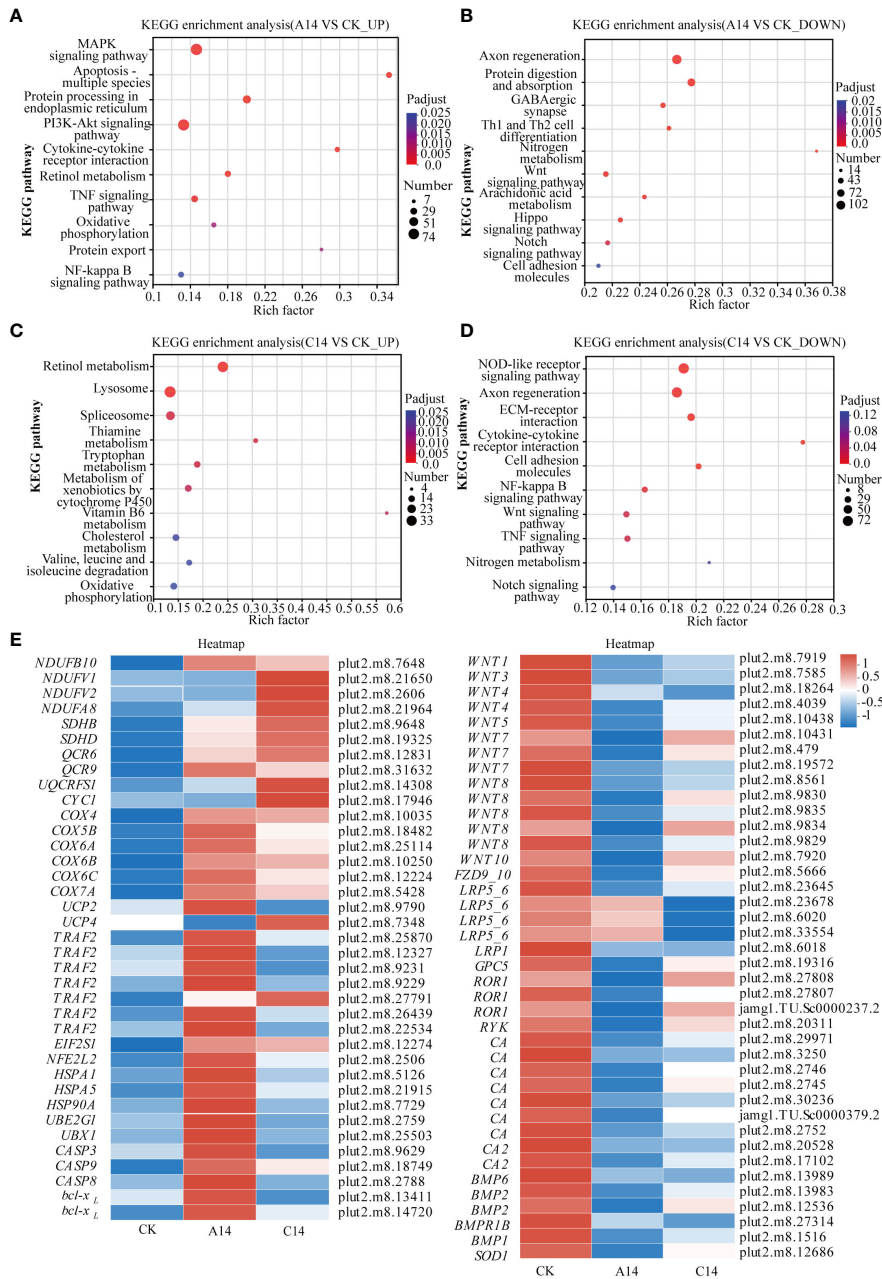 A
KEGG enrichment analysis(A14 VS CK_UP)
KEGG pathway
MAPK
signaling pathway
Apoptosis -
multiple species
Protein processing in
endoplasmic reticulum
PI3K-Akt signaling
pathway
Cytokine-cytokine
receptor interaction
Retinol metabolism
TNF signaling
pathway
Oxidative
phosphorylation
Protein export
NF-kappa B
signaling pathway
0.1 0.14 0.18 0.22 0.26 0.3 0.34
Rich factor
Padjust
0.025
0.020
0.015
0.010
0.005
0.0
Number
7
29
51
74
B
KEGG enrichment analysis(A14 VS CK_DOWN)
KEGG pathway
Axon regeneration
Protein digestion
and absorption
GABAergic
synapse
Th1 and Th2 cell
differentiation
Nitrogen
metabolism
Wnt
signaling pathway
Arachidonic acid
metabolism
Hippo
signaling pathway
Notch
signaling pathway
Cell adhesion
molecules
0.2 0.22 0.24 0.26 0.28 0.3 0.32 0.34 0.36 0.38
Rich factor
Padjust
0.02
0.015
0.010
0.005
0.0
Number
14
43
72
102
C
KEGG enrichment analysis(C14 VS CK_UP)
KEGG pathway
Retinol metabolism
Lysosome
Spliceosome
Thiamine
metabolism
Tryptophan
metabolism
Metabolism of
xenobiotics by
cytochrome P450
Vitamin B6
metabolism
Cholesterol
metabolism
Valine, leucine and
isoleucine degradation
Oxidative
phosphorylation
0.1 0.15 0.2 0.25 0.3 0.35 0.4 0.45 0.5 0.55 0.6
Rich factor
Padjust
0.025
0.020
0.015
0.010
0.005
0.0
Number
4
14
23
33
D
KEGG enrichment analysis(C14 VS CK_DOWN)
KEGG pathway
NOD-like receptor
signaling pathway
Axon regeneration
ECM-receptor
interaction
Cytokine-cytokine
receptor interaction
Cell adhesion
molecules
NF-kappa B
signaling pathway
Wnt signaling
pathway
TNF signaling
pathway
Nitrogen metabolism
Notch signaling
pathway
0.12 0.14 0.16 0.18 0.2 0.22 0.24 0.26 0.28 0.3
Rich factor
Padjust
0.12
0.08
0.04
0.0
Number
8
29
50
72
E
Heatmap
NDUFB10 plut2.m8.7648
NDUFV1 plut2.m8.21650
NDUFV2 plut2.m8.2606
NDUFA8 plut2.m8.21964
SDHB plut2.m8.9648
SDHD plut2.m8.19325
QCR6 plut2.m8.12831
QCR9 plut2.m8.31632
UQCRFS1 plut2.m8.14308
CYC1 plut2.m8.17946
COX4 plut2.m8.10035
COX5B plut2.m8.18482
COX6A plut2.m8.25114
COX6B plut2.m8.10250
COX6C plut2.m8.12224
COX7A plut2.m8.5428
UCP2 plut2.m8.9790
UCP4 plut2.m8.7348
TRAF2 plut2.m8.25870
TRAF2 plut2.m8.12327
TRAF2 plut2.m8.9231
TRAF2 plut2.m8.9229
TRAF2 plut2.m8.27791
TRAF2 plut2.m8.26439
TRAF2 plut2.m8.22534
EIF2S1 plut2.m8.12274
NFE2L2 plut2.m8.2506
HSPA1 plut2.m8.5126
HSPA5 plut2.m8.21915
HSP90A plut2.m8.7729
UBE2G1 plut2.m8.2759
UBX1 plut2.m8.25503
CASP3 plut2.m8.9629
CASP9 plut2.m8.18749
CASP8 plut2.m8.2788
bcl-x L plut2.m8.13411
bcl-x L plut2.m8.14720
CK A14 C14
Heatmap
WNT1 plut2.m8.7919
WNT3 plut2.m8.7585
WNT4 plut2.m8.18264
WNT4 plut2.m8.4039
WNT5 plut2.m8.10438
WNT7 plut2.m8.10431
WNT7 plut2.m8.479
WNT7 plut2.m8.19572
WNT8 plut2.m8.8561
WNT8 plut2.m8.9830
WNT8 plut2.m8.9835
WNT8 plut2.m8.9834
WNT8 plut2.m8.9829
WNT10 plut2.m8.7920
FZD9_10 plut2.m8.5666
LRP5_6 plut2.m8.23645
LRP5_6 plut2.m8.23678
LRP5_6 plut2.m8.6020
LRP5_6 plut2.m8.33554
LRP1 plut2.m8.6018
GPC5 plut2.m8.19316
ROR1 plut2.m8.27808
ROR1 plut2.m8.27807
ROR1 jamg1.TU.Sc0000237.2
RYK plut2.m8.20311
CA plut2.m8.29971
CA plut2.m8.3250
CA plut2.m8.2746
CA plut2.m8.2745
CA plut2.m8.30236
CA jamg1.TU.Sc0000379.2
CA plut2.m8.2752
CA2 plut2.m8.20528
CA2 plut2.m8.17102
BMP6 plut2.m8.13989
BMP2 plut2.m8.13983
BMP2 plut2.m8.12536
BMPR1B plut2.m8.27314
BMP1 plut2.m8.1516
SOD1 plut2.m8.12686
CK A14 C14
1
0.5
0
−0.5
−1